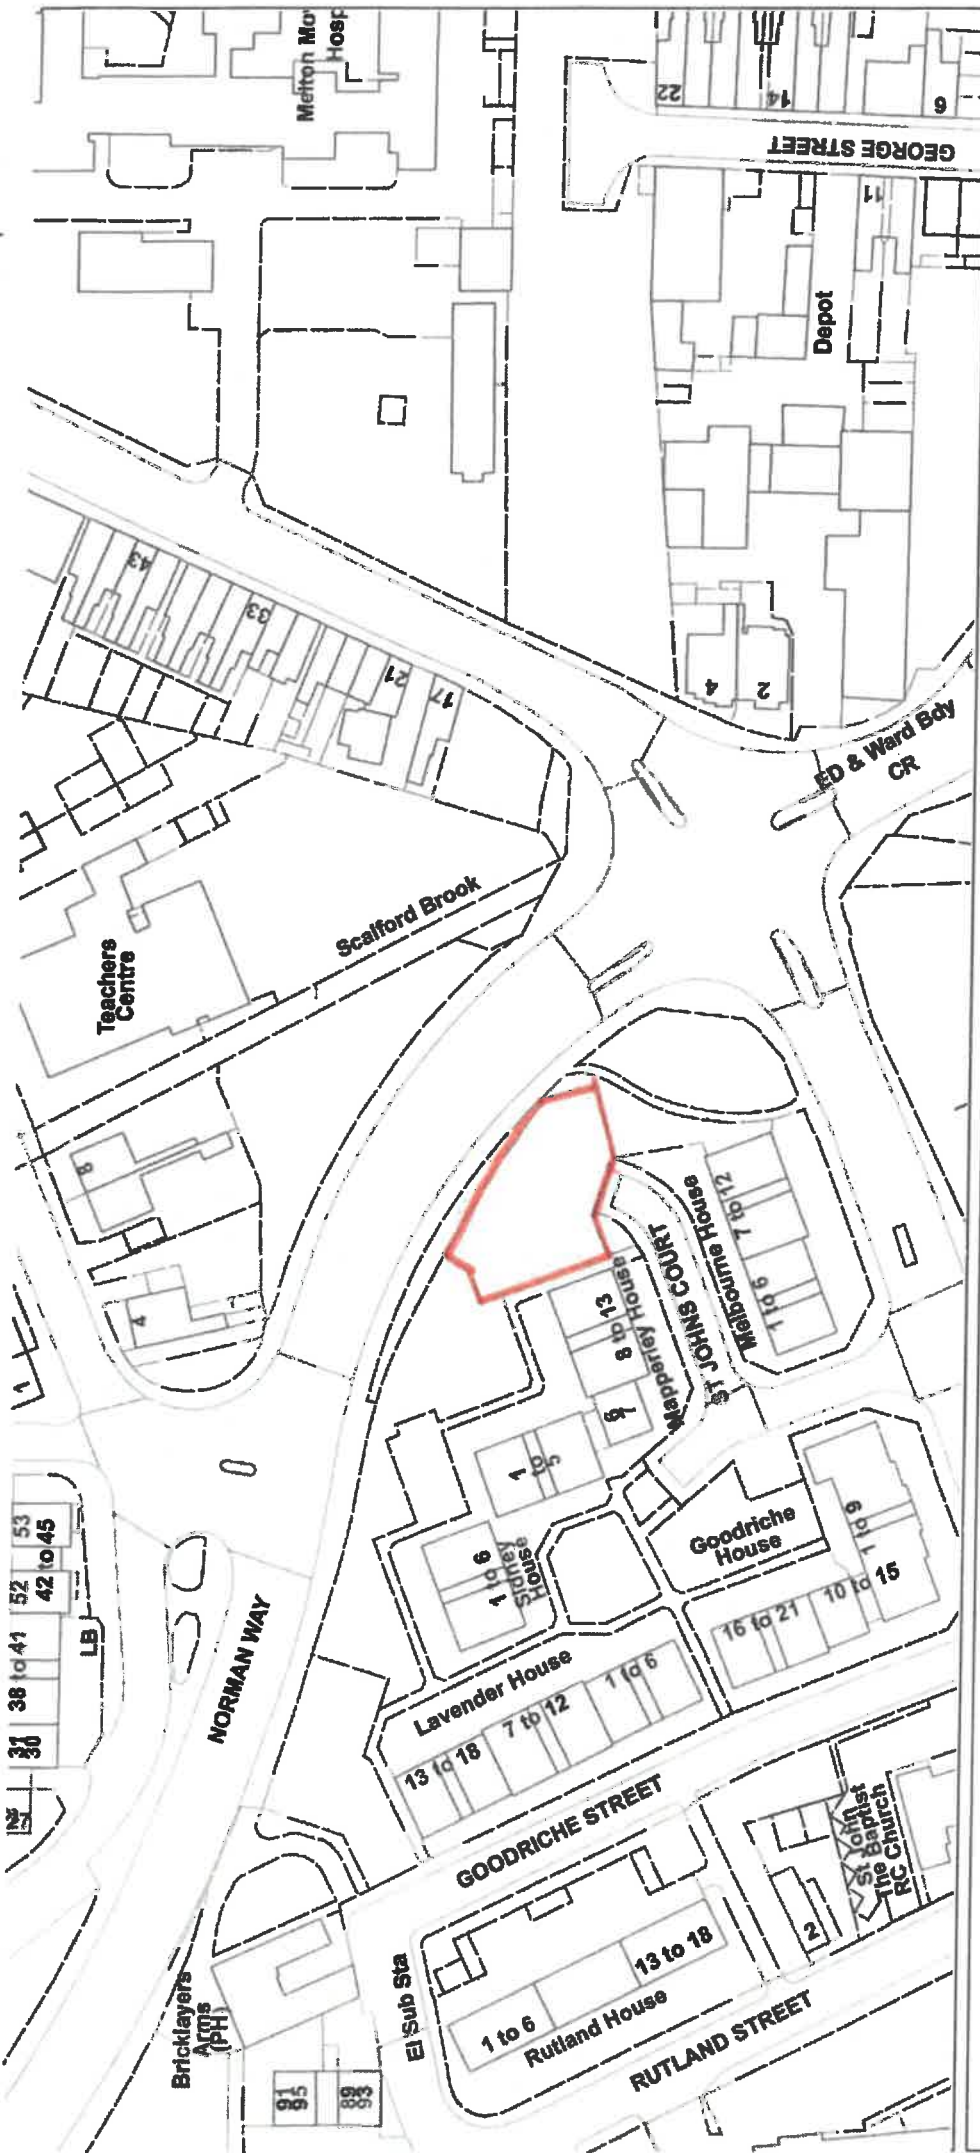 Melton Mo
Hosp
22
14
6
GEORGE STREET
11
Depot
43
33
21
17
4
2
ED & Ward Bdy
CR
Scalford Brook
Teachers
Centre
8
4
1
53
52
42 to 45
38 to 41
31
30
LB
NORMAN WAY
Melbourne House
7 to 12
1 to 6
ST JOHNS COURT
Mapperley House
8 to 13
6
7
1
to
5
1 to 6
Sidney
House
Goodriche
House
1 to 9
10 to 15
16 to 21
Lavender House
1 to 6
7 to 12
13 to 18
GOODRICHE STREET
Bricklayers
Arms
(PH)
El Sub Sta
1 to 6
13 to 18
Rutland House
RUTLAND STREET
2
St John
The Baptist
RC Church
91
95
89
93